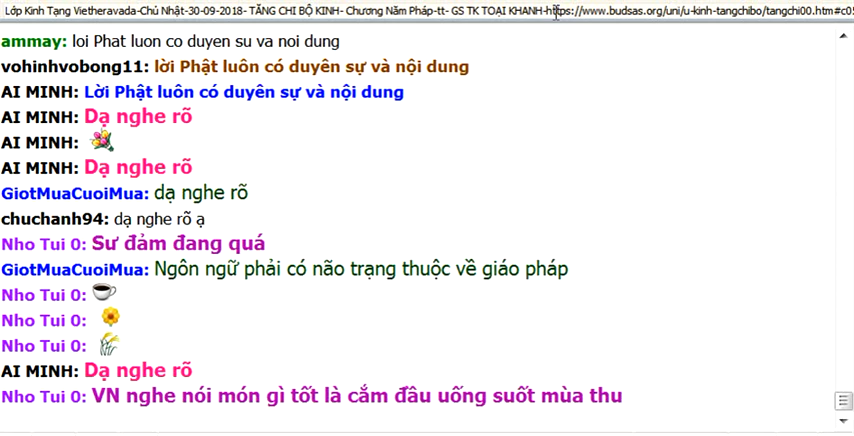 Lớp Kinh Tạng Vietheravada-Chủ Nhật-30-09-2018- TĂNG CHI BỘ KINH- Chương Năm Pháp-tt- GS TK TOẠI KHANH-https://www.budsas.org/uni/u-kinh-tangchibo/tangchi00.htm#c05
ammay: loi Phat luon co duyen su va noi dung
vohinhvobong11: lời Phật luôn có duyên sự và nội dung
AI MINH: Lời Phật luôn có duyên sự và nội dung
AI MINH: Dạ nghe rõ
AI MINH:
AI MINH: Dạ nghe rõ
GiotMuaCuoiMua: dạ nghe rõ
chuchanh94: dạ nghe rõ ạ
Nho Tui 0: Sư đảm đang quá
GiotMuaCuoiMua: Ngôn ngữ phải có não trạng thuộc về giáo pháp
Nho Tui 0:
Nho Tui 0:
Nho Tui 0:
AI MINH: Dạ nghe rõ
Nho Tui 0: VN nghe nói món gì tốt là cắm đầu uống suốt mùa thu